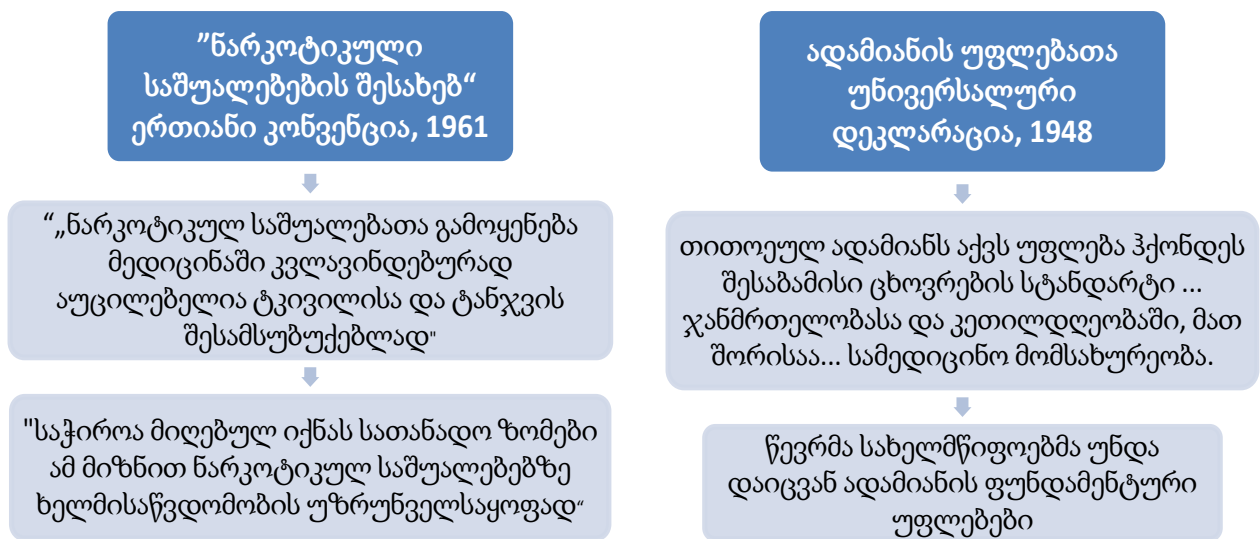 ”ნარკოტიკული
საშუალებების შესახებ“
ერთიანი კონვენცია, 1961
“„ნარკოტიკულ საშუალებათა გამოყენება
მედიცინაში კვლავინდებურად
აუცილებელია ტკივილისა და ტანჯვის
შესამსუბუქებლად"
"საჭიროა მიღებულ იქნას სათანადო ზომები
ამ მიზნით ნარკოტიკულ საშუალებებზე
ხელმისაწვდომობის უზრუნველსაყოფად“
ადამიანის უფლებათა
უნივერსალური
დეკლარაცია, 1948
თითოეულ ადამიანს აქვს უფლება ჰქონდეს
შესაბამისი ცხოვრების სტანდარტი ...
ჯანმრთელობასა და კეთილდღეობაში, მათ
შორისაა... სამედიცინო მომსახურეობა.
წევრმა სახელმწიფოებმა უნდა
დაიცვან ადამიანის ფუნდამენტური
უფლებები